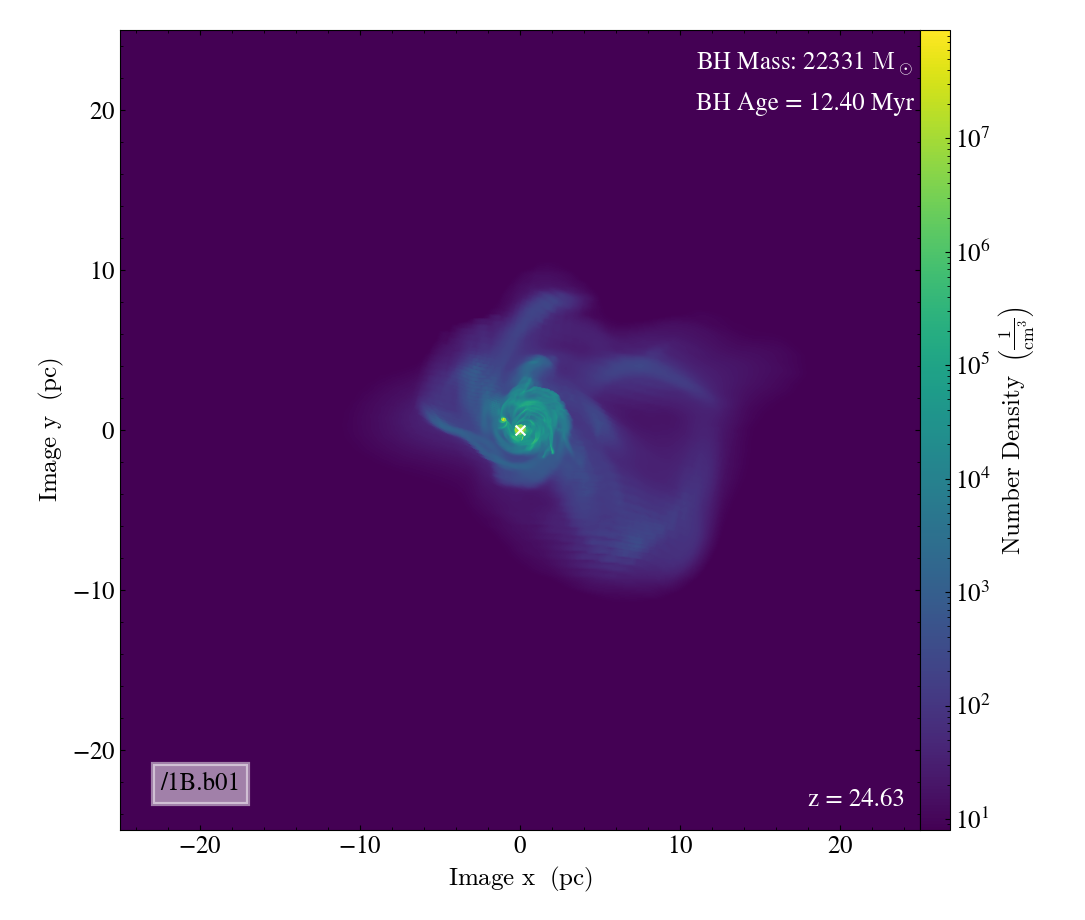 BH Mass: 22331 M⊙
BH Age = 12.40 Myr
20
10
0
−10
−20
Image y (pc)
10⁷
10⁶
10⁵
10⁴
10³
10²
10¹
Number Density (1/cm³)
/1B.b01
z = 24.63
−20 −10 0 10 20
Image x (pc)